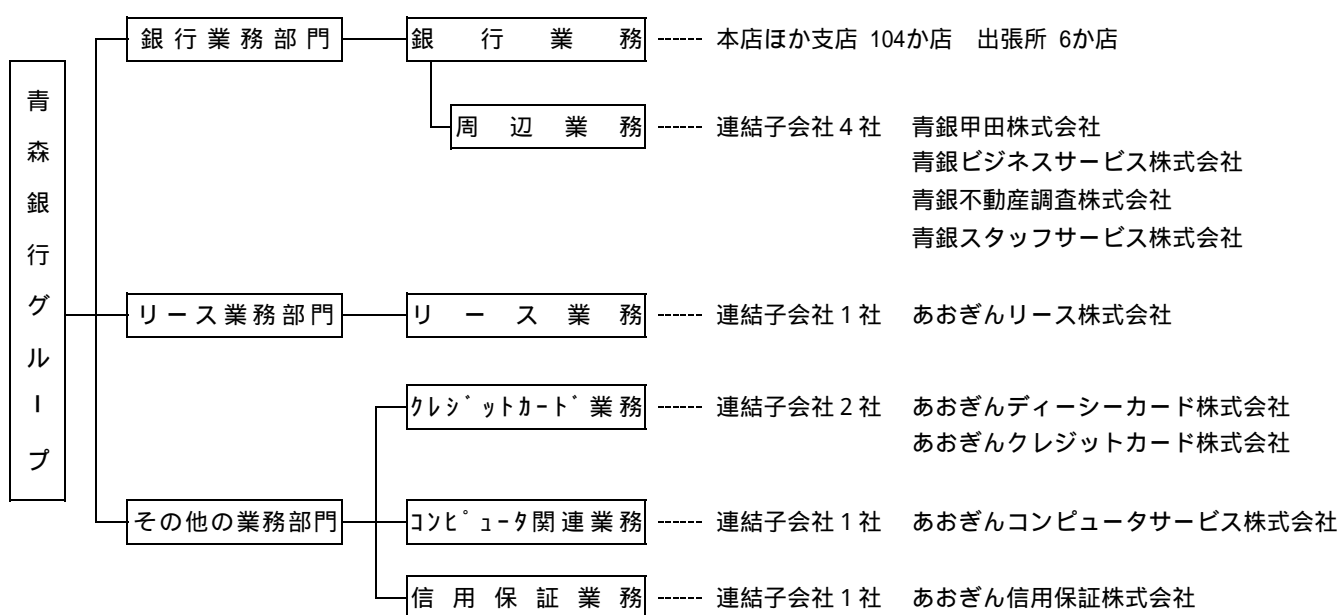 青森銀行グループ
銀行業務部門 銀行業務 ------ 本店ほか支店 104か店 出張所 6か店
周辺業務 ------ 連結子会社4社 青銀甲田株式会社
青銀ビジネスサービス株式会社
青銀不動産調査株式会社
青銀スタッフサービス株式会社
リース業務部門 リース業務 ------ 連結子会社1社 あおぎんリース株式会社
クレジットカード業務 ------ 連結子会社2社 あおぎんディーシーカード株式会社
あおぎんクレジットカード株式会社
その他の業務部門 コンピュータ関連業務 ------ 連結子会社1社 あおぎんコンピュータサービス株式会社
信用保証業務 ------ 連結子会社1社 あおぎん信用保証株式会社